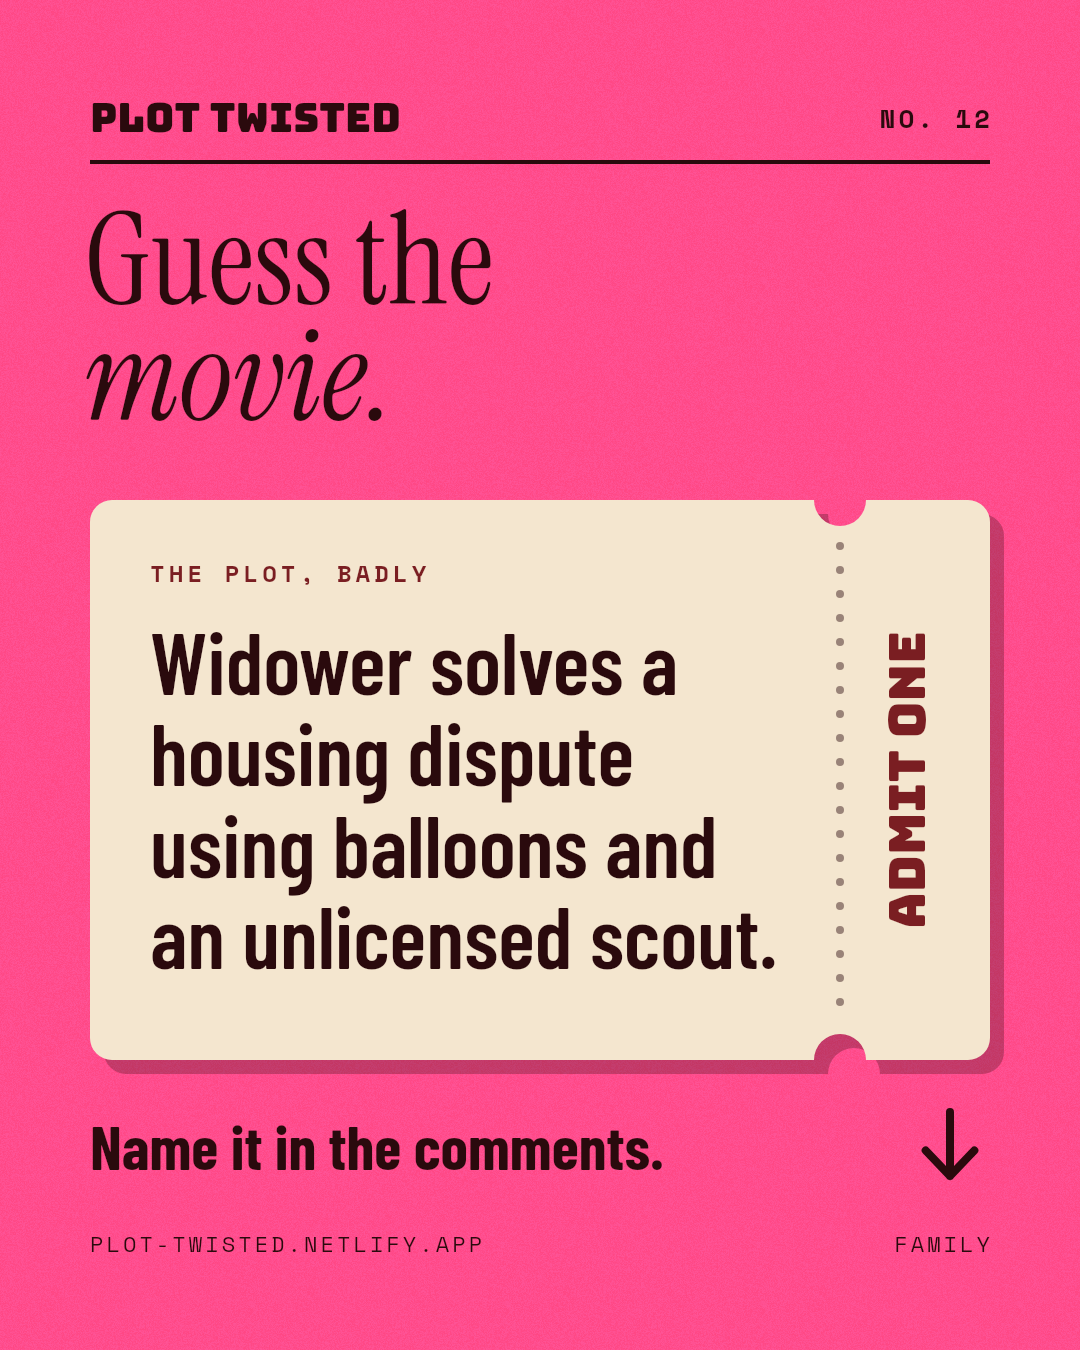 PLOT TWISTED
NO. 12
Guess the
movie.
THE PLOT, BADLY
Widower solves a
housing dispute
using balloons and
an unlicensed scout.
ADMIT ONE
Name it in the comments.
PLOT-TWISTED.NETLIFY.APP
FAMILY